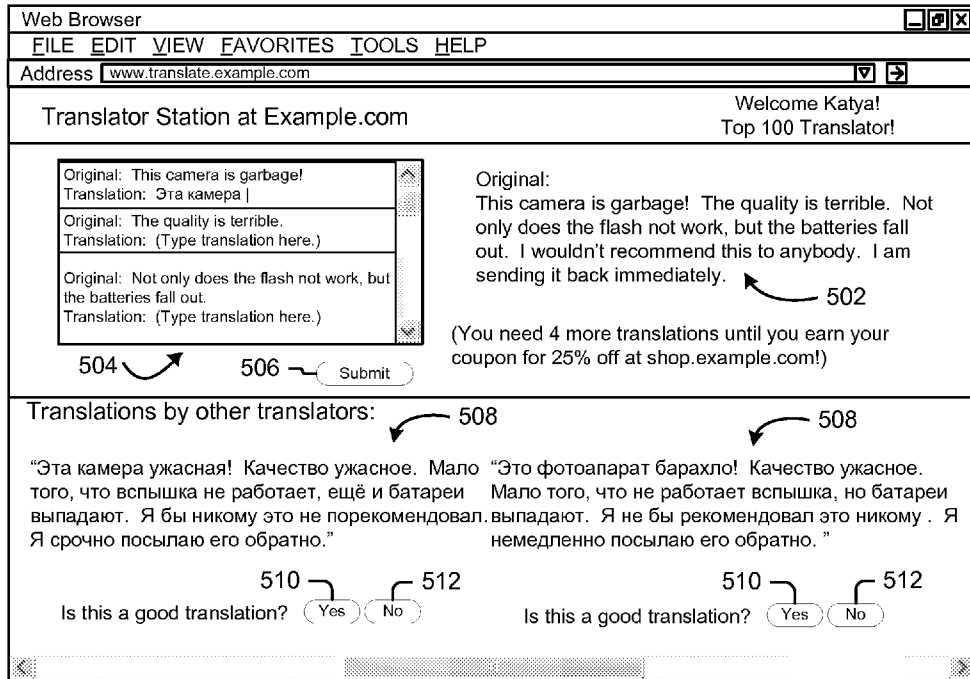 Web Browser
FILE EDIT VIEW FAVORITES TOOLS HELP
Address www.translate.example.com
Translator Station at Example.com
Welcome Katya!
Top 100 Translator!
Original: This camera is garbage!
Translation: Эта камера |
Original: The quality is terrible.
Translation: (Type translation here.)
Original: Not only does the flash not work, but
the batteries fall out.
Translation: (Type translation here.)
504
506
Submit
Original:
This camera is garbage! The quality is terrible. Not
only does the flash not work, but the batteries fall
out. I wouldn't recommend this to anybody. I am
sending it back immediately.
502
(You need 4 more translations until you earn your
coupon for 25% off at shop.example.com!)
Translations by other translators:
508
“Эта камера ужасная! Качество ужасное. Мало
того, что вспышка не работает, ещё и батареи
выпадают. Я бы никому это не порекомендовал.
Я срочно посылаю его обратно.”
510
512
Is this a good translation? Yes No
508
“Это фотоапарат барахло! Качество ужасное.
Мало того, что не работает вспышка, но батареи
выпадают. Я не бы рекомендовал это никому . Я
немедленно посылаю его обратно. ”
510
512
Is this a good translation? Yes No